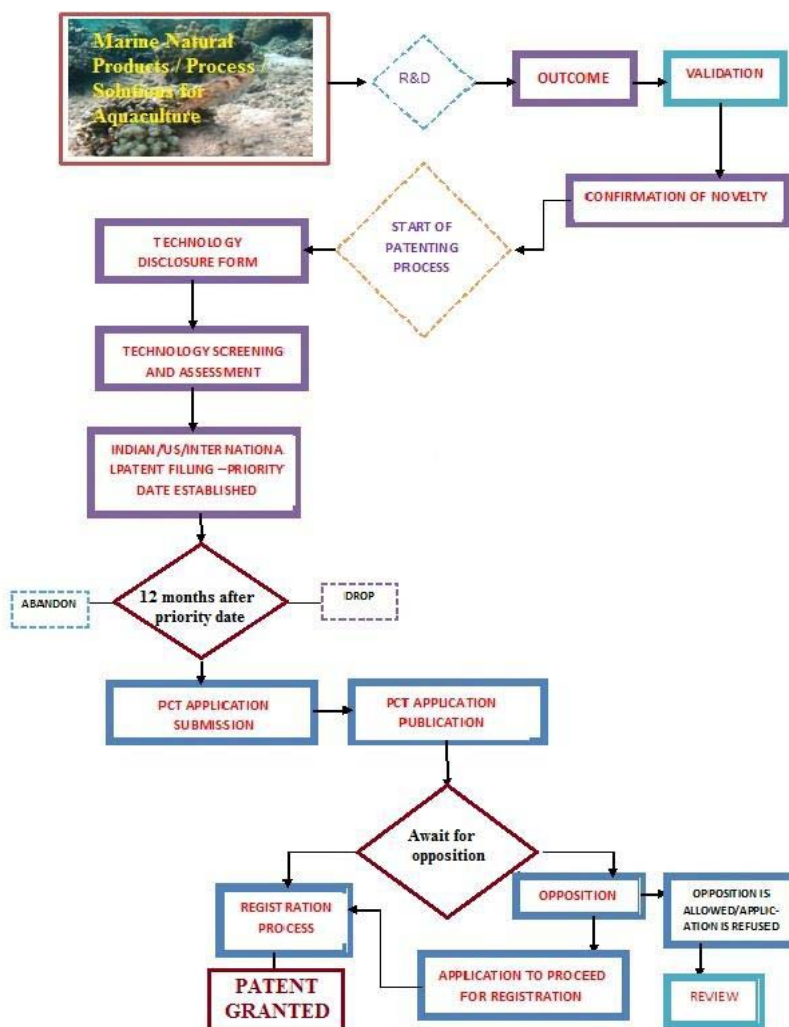 Marine Natural
Products / Process /
Solutions for
Aquaculture
R&D
OUTCOME
VALIDATION
CONFIRMATION OF NOVELTY
START OF
PATENTING
PROCESS
TECHNOLOGY
DISCLOSURE FORM
TECHNOLOGY SCREENING
AND ASSESSMENT
INDIAN/US/INTERNATIONA
LPATENT FILLING –PRIORITY
DATE ESTABLISHED
12 months after
priority date
ABANDON
DROP
PCT APPLICATION
SUBMISSION
PCT APPLICATION
PUBLICATION
Await for
opposition
REGISTRATION
PROCESS
OPPOSITION
OPPOSITION IS
ALLOWED/APPLIC-
ATION IS REFUSED
PATENT
GRANTED
APPLICATION TO PROCEED
FOR REGISTRATION
REVIEW